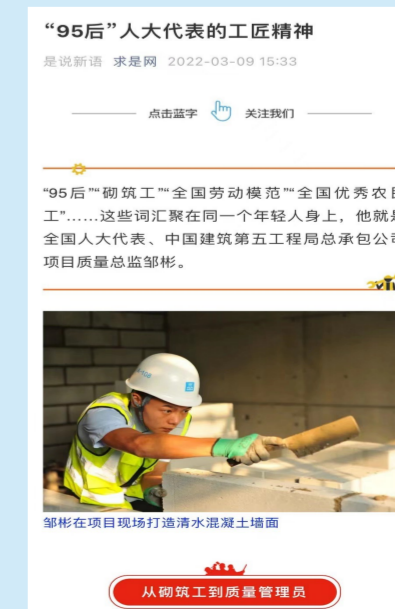 “95后”人大代表的工匠精神
是说新语 求是网 2022-03-09 15:33
点击蓝字 关注我们
“95后”“砌筑工”“全国劳动模范”“全国优秀农
工”……这些词汇聚在同一个年轻人身上，他就
全国人大代表、中国建筑第五工程局总承包公
项目质量总监邹彬。
邹彬在项目现场打造清水混凝土墙面
从砌筑工到质量管理员